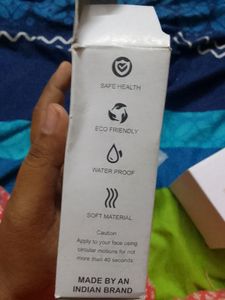 SAFE HEALTH
ECO FRIENDLY
WATER PROOF
SOFT MATERIAL
Caution
Apply to your face using
circular motions for not
more than 40 seconds
MADE BY AN
INDIAN BRAND